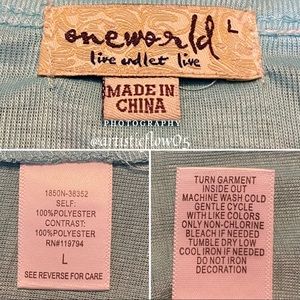 oneworld
L
live and let live
MADE IN
CHINA
PHOTOGRAPHY
@artisticflow05
1850N-38352
SELF:
100%POLYESTER
CONTRAST:
100%POLYESTER
RN#119794
L
SEE REVERSE FOR CARE
TURN GARMENT
INSIDE OUT
MACHINE WASH COLD
GENTLE CYCLE
WITH LIKE COLORS
ONLY NON-CHLORINE
BLEACH IF NEEDED
TUMBLE DRY LOW
COOL IRON IF NEEDED
DO NOT IRON
DECORATION